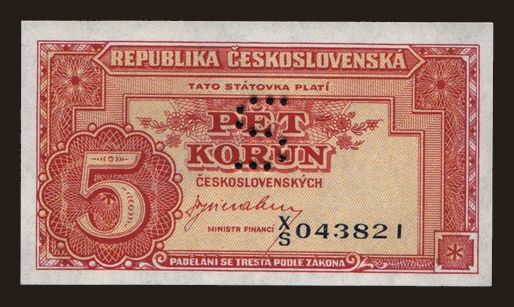 REPUBLIKA ČESKOSLOVENSKÁ
TATO STÁTOVKA PLATÍ
S
PĚT
KORUN
5
ČESKOSLOVENSKÝCH
MINISTR FINANCÍ
X/S 043821
PADĚLÁNÍ SE TRESTÁ PODLE ZÁKONA